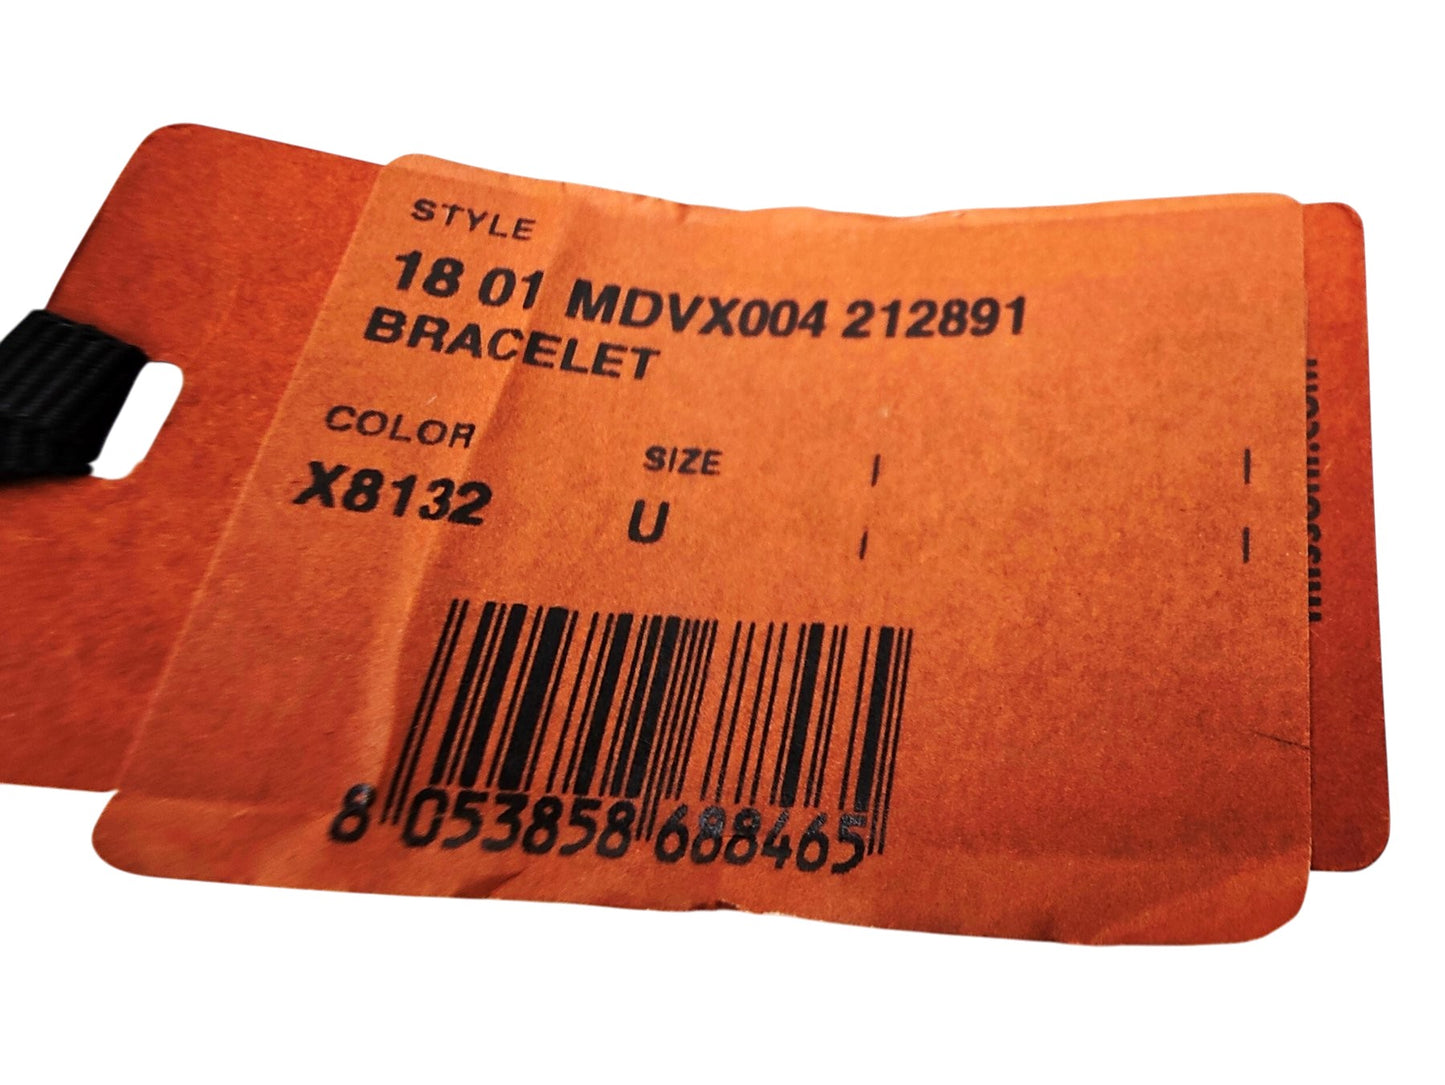 STYLE
18 01 MDVX004 212891
BRACELET
COLOR
SIZE
X8132
U
8 053858 688465